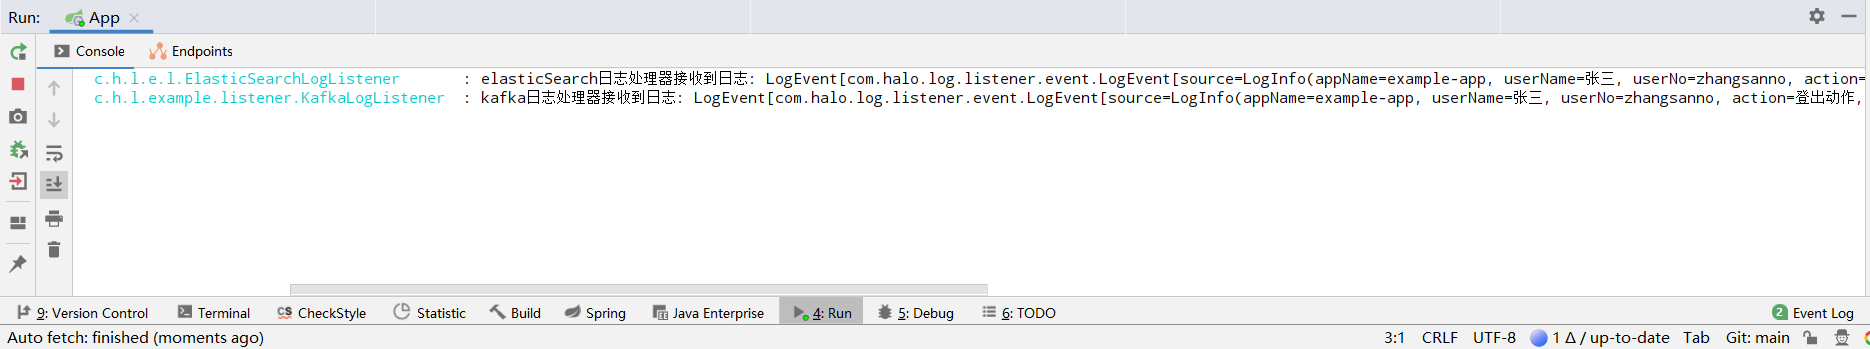 Run: App
Console Endpoints
c.h.l.e.l.ElasticSearchLogListener : elasticSearch日志处理器接收到日志: LogEvent[com.halo.log.listener.event.LogEvent[source=LogInfo(appName=example-app, userName=张三, userNo=zhangsanno, action=
c.h.l.example.listener.KafkaLogListener : kafka日志处理器接收到日志: LogEvent[com.halo.log.listener.event.LogEvent[source=LogInfo(appName=example-app, userName=张三, userNo=zhangsanno, action=登出动作,
9: Version Control Terminal CS CheckStyle Statistic Build Spring Java Enterprise 4: Run 5: Debug 6: TODO 2 Event Log
Auto fetch: finished (moments ago) 3:1 CRLF UTF-8 1 Δ / up-to-date Tab Git: main